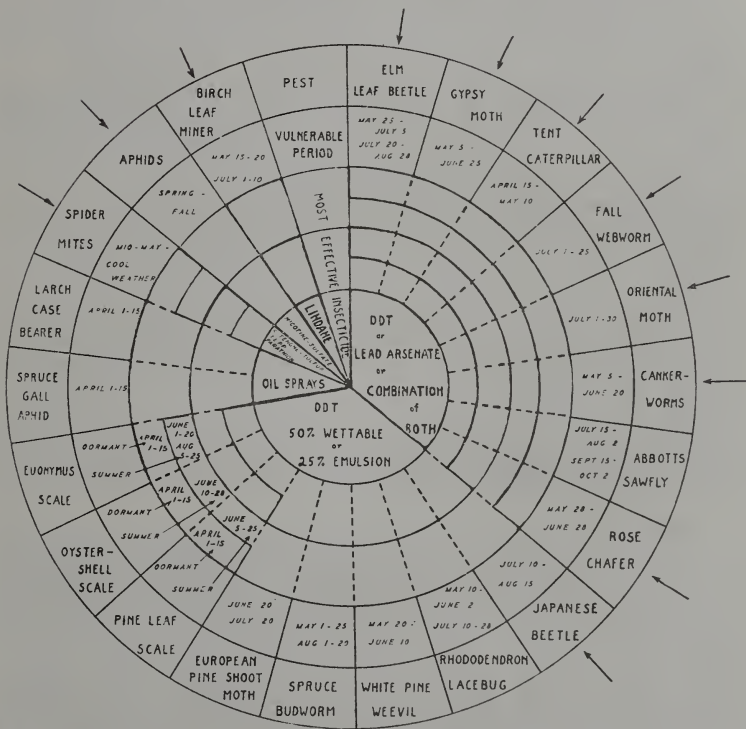 PEST
VULNERABLE
PERIOD
MOST EFFECTIVE INSECTICIDE
ELM
LEAF BEETLE
MAY 25 -
JULY 5
JULY 20 -
AUG 28
GYPSY
MOTH
MAY 5 -
JUNE 25
TENT
CATERPILLAR
APRIL 15 -
MAY 10
FALL
WEBWORM
JULY 1-25
ORIENTAL
MOTH
JULY 1-30
CANKER-
WORMS
MAY 5 -
JUNE 20
ABBOTTS
SAWFLY
JULY 15 -
AUG 2
SEPT 15 -
OCT 2
ROSE
CHAFER
MAY 28 -
JUNE 28
JAPANESE
BEETLE
JULY 10 -
AUG 15
RHODODENDRON
LACEBUG
MAY 10 -
JUNE 2
JULY 10-28
WHITE PINE
WEEVIL
MAY 20 -
JUNE 10
SPRUCE
BUDWORM
MAY 1-25
AUG 1-29
EUROPEAN
PINE SHOOT
MOTH
JUNE 20
JULY 20
PINE LEAF
SCALE
DORMANT
SUMMER
APRIL
1-15
JUNE
5-25
OYSTER-
SHELL
SCALE
DORMANT
SUMMER
APRIL
1-15
JUNE
10-28
EUONYMUS
SCALE
DORMANT
SUMMER
APRIL
1-15
JUNE
1-20
AUG
5-25
SPRUCE
GALL
APHID
APRIL 1-15
LARCH
CASE
BEARER
APRIL 1-15
SPIDER
MITES
MID-MAY -
COOL
WEATHER
APHIDS
SPRING -
FALL
BIRCH
LEAF
MINER
MAY 15-20
JULY 1-10
LINDANE
NICOTINE-SULFATE
OIL SPRAYS
DDT
or
LEAD ARSENATE
or
COMBINATION
of
BOTH
DDT
50% WETTABLE
or
25% EMULSION